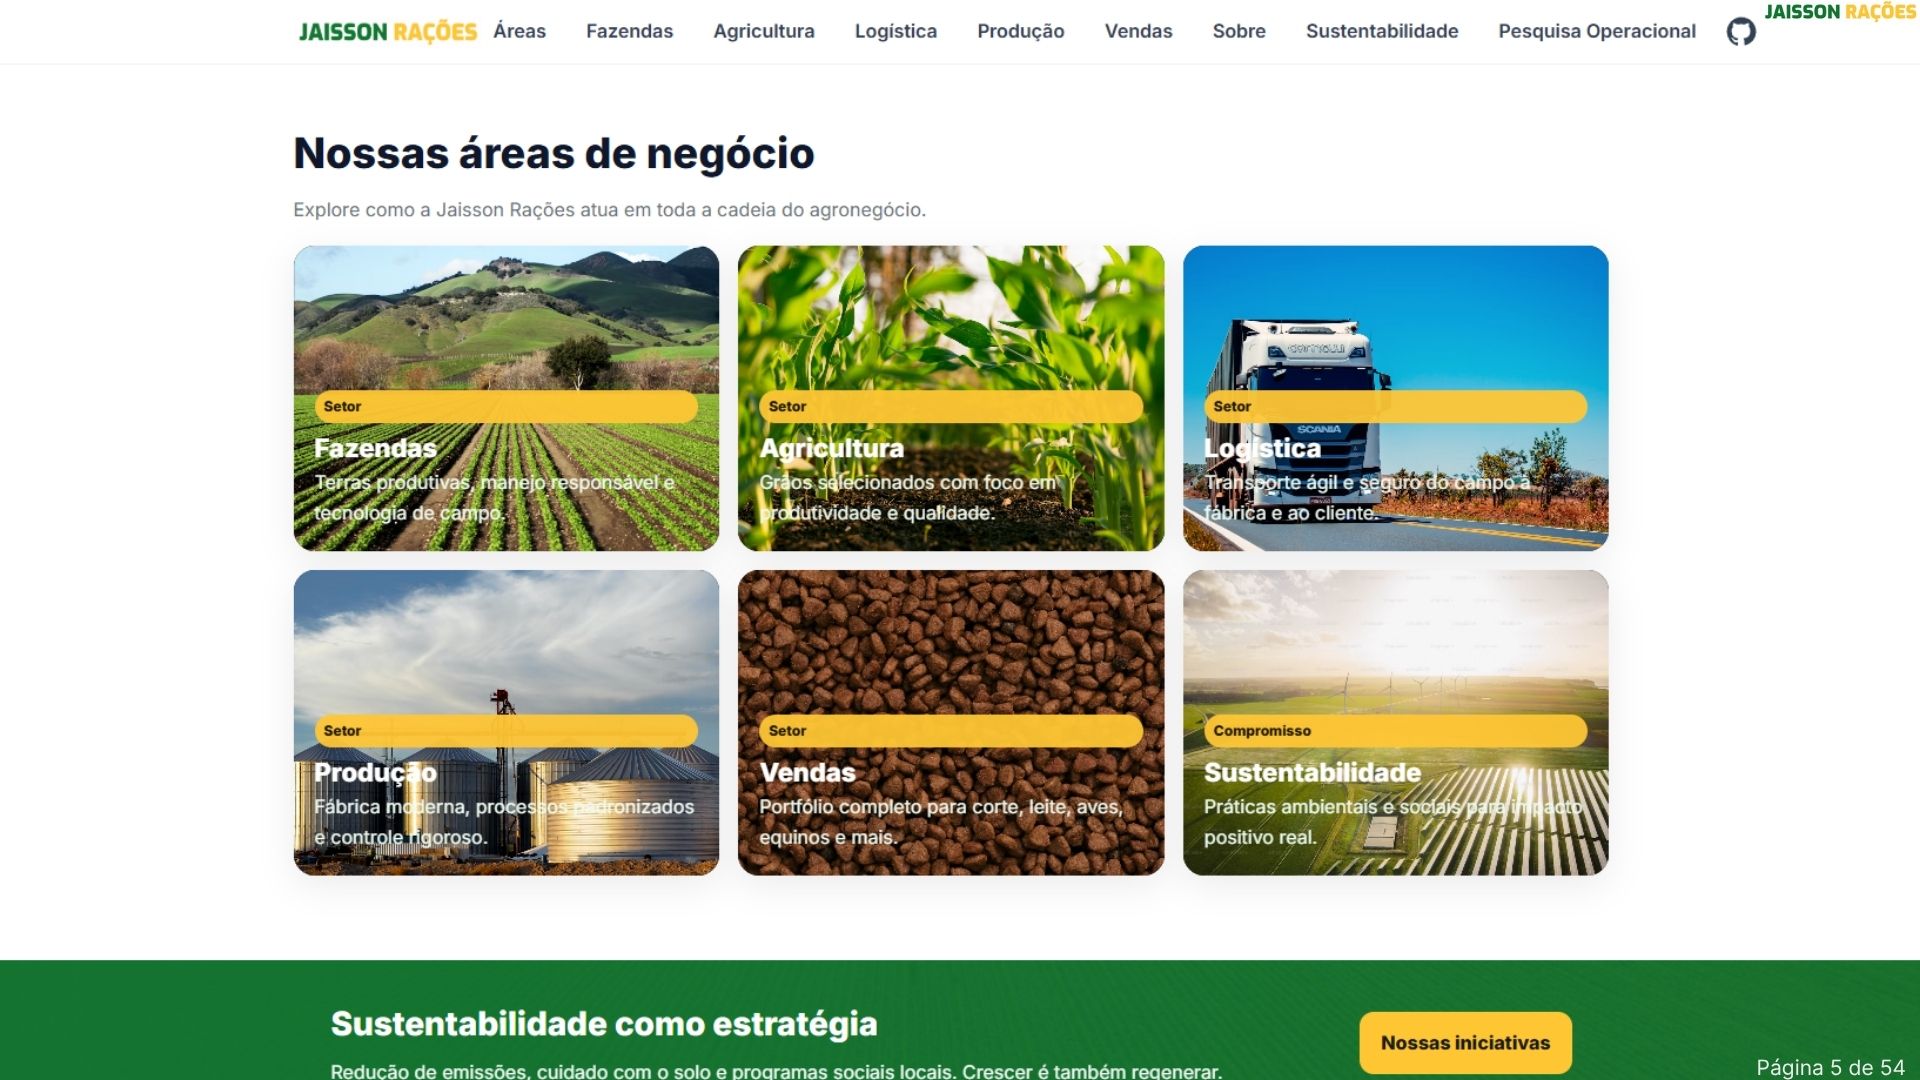 JAISSON RAÇÕES Áreas Fazendas Agricultura Logística Produção Vendas Sobre Sustentabilidade Pesquisa Operacional
JAISSON RAÇÕES
Nossas áreas de negócio
Explore como a Jaisson Rações atua em toda a cadeia do agronegócio.
Setor
Fazendas
Terras produtivas, manejo responsável e
tecnologia de campo.
Setor
Agricultura
Grãos selecionados com foco em
produtividade e qualidade.
SCANIA
Setor
Logística
Transporte ágil e seguro do campo à
fábrica e ao cliente.
Setor
Produção
Fábrica moderna, processos padronizados
e controle rigoroso.
Setor
Vendas
Portfólio completo para corte, leite, aves,
equinos e mais.
Compromisso
Sustentabilidade
Práticas ambientais e sociais para impacto
positivo real.
Sustentabilidade como estratégia
Redução de emissões, cuidado com o solo e programas sociais locais. Crescer é também regenerar.
Nossas iniciativas
Página 5 de 54